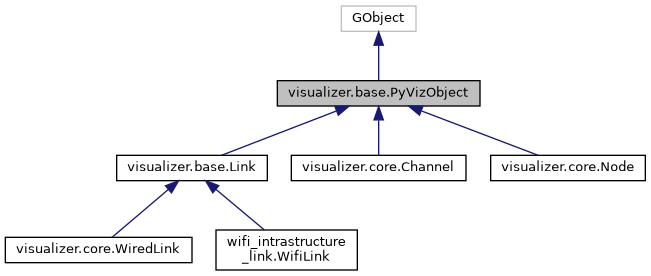 GObject
visualizer.base.PyVizObject
visualizer.base.Link
visualizer.core.Channel
visualizer.core.Node
visualizer.core.WiredLink
wifi_intrastructure
_link.WifiLink